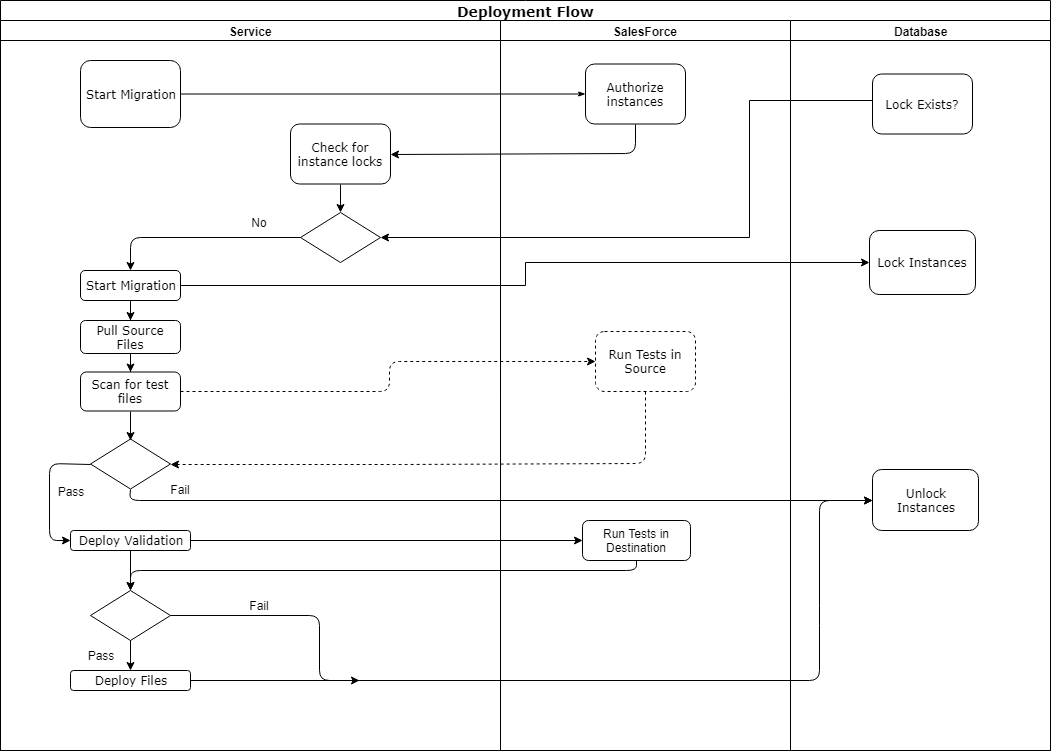 Deployment Flow
Service
SalesForce
Database
Start Migration
Authorize
instances
Lock Exists?
Check for
instance locks
No
Lock Instances
Start Migration
Pull Source
Files
Run Tests in
Source
Scan for test
files
Pass
Fail
Unlock
Instances
Deploy Validation
Run Tests in
Destination
Fail
Pass
Deploy Files